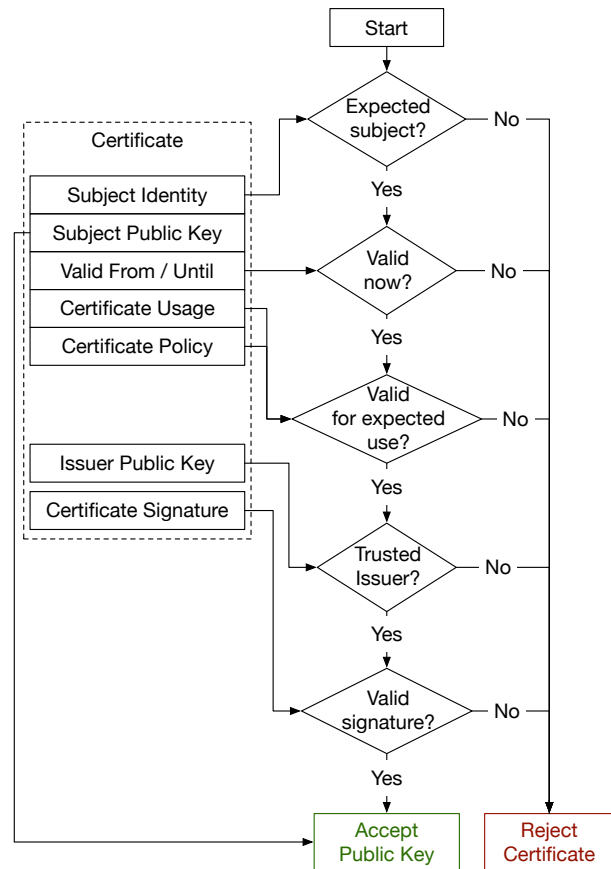 Start
Expected
subject?
No
Certificate
Yes
Subject Identity
Subject Public Key
Valid From / Until
Certificate Usage
Certificate Policy
Valid
now?
No
Yes
Valid
for expected
use?
No
Issuer Public Key
Certificate Signature
Yes
Trusted
Issuer?
No
Yes
Valid
signature?
No
Yes
Accept
Public Key
Reject
Certificate